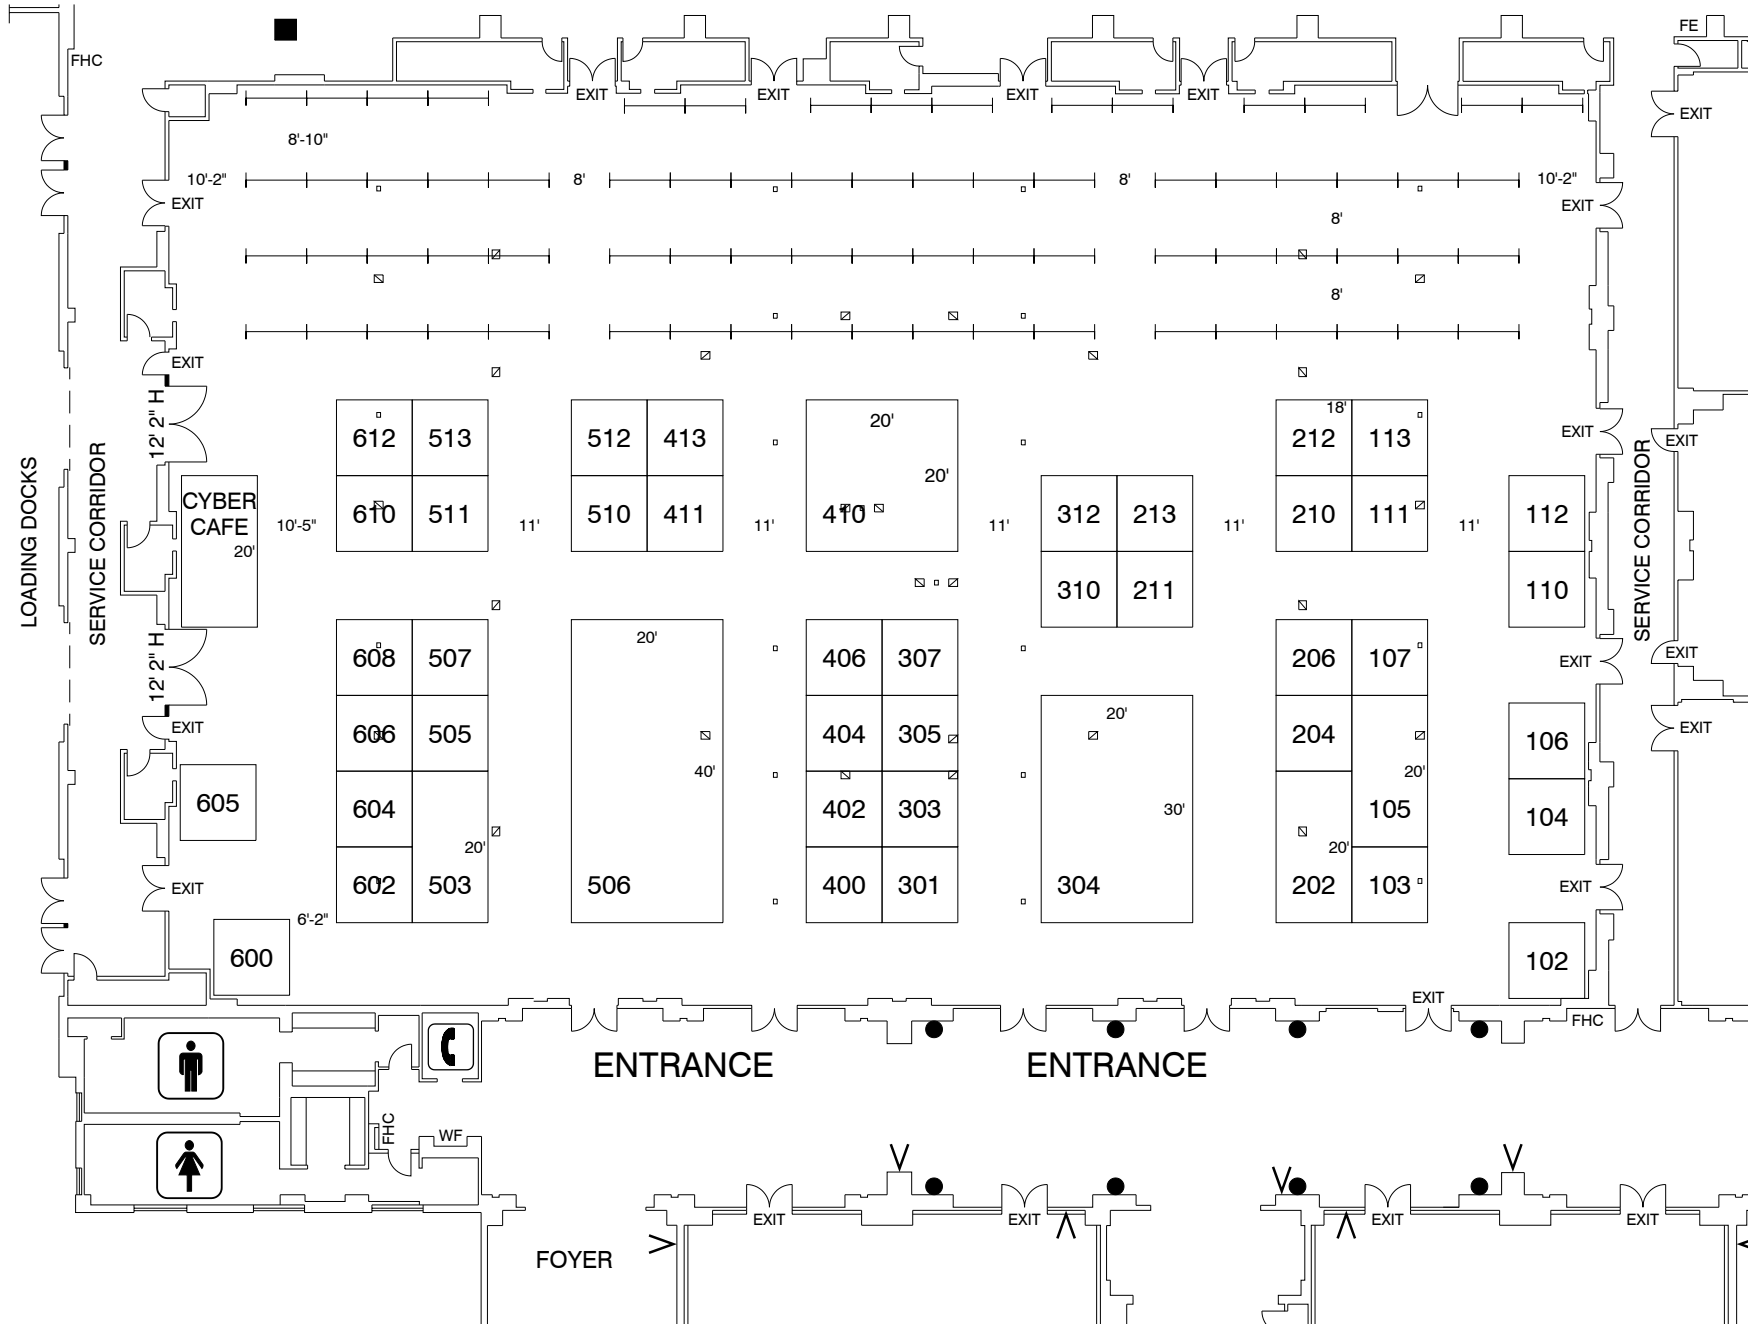 FE
FHC
EXIT
EXIT
EXIT
EXIT
EXIT
8'-10"
10'-2"
8'
8'
10'-2"
EXIT
EXIT
8'
8'
EXIT
12' 2" H
20'
18'
612
513
512
413
212
113
EXIT
EXIT
LOADING DOCKS
SERVICE CORRIDOR
CYBER
CAFE
20'
10'-5"
610
511
11'
510
411
11'
20'
410
11'
312
213
11'
210
111
11'
112
SERVICE CORRIDOR
310
211
110
12' 2" H
608
507
20'
406
307
206
107
EXIT
EXIT
EXIT
606
505
40'
404
305
20'
204
20'
106
EXIT
605
604
402
303
30'
105
104
20'
20'
EXIT
602
503
506
400
301
304
202
103
EXIT
6'-2"
600
102
EXIT
FHC
ENTRANCE
ENTRANCE
FHC
WF
EXIT
EXIT
EXIT
EXIT
FOYER